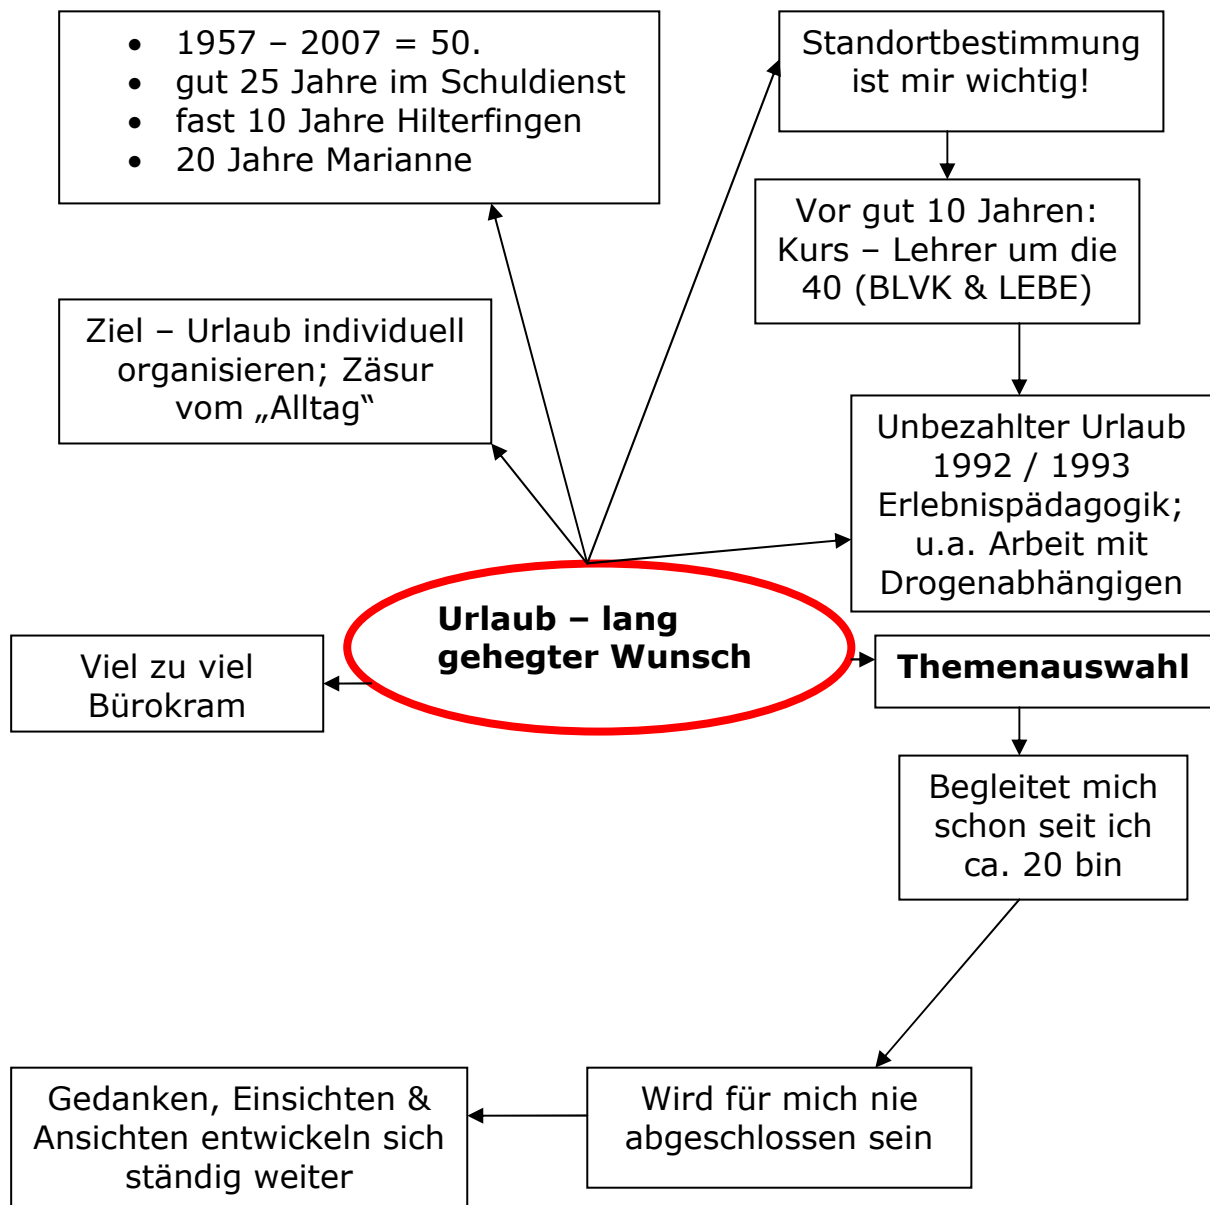 • 1957 – 2007 = 50.
• gut 25 Jahre im Schuldienst
• fast 10 Jahre Hilterfingen
• 20 Jahre Marianne
Standortbestimmung
ist mir wichtig!
Vor gut 10 Jahren:
Kurs – Lehrer um die
40 (BLVK & LEBE)
Ziel – Urlaub individuell
organisieren; Zäsur
vom „Alltag“
Unbezahlter Urlaub
1992 / 1993
Erlebnispädagogik;
u.a. Arbeit mit
Drogenabhängigen
Urlaub – lang
gehegter Wunsch
Viel zu viel
Bürokram
Themenauswahl
Begleitet mich
schon seit ich
ca. 20 bin
Wird für mich nie
abgeschlossen sein
Gedanken, Einsichten &
Ansichten entwickeln sich
ständig weiter